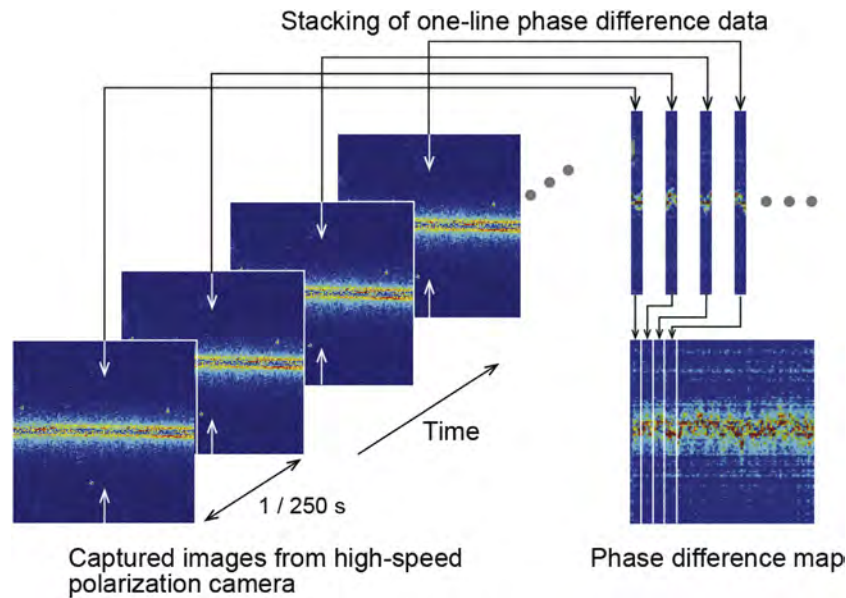 Stacking of one-line phase difference data
Time
1 / 250 s
Captured images from high-speed
polarization camera
Phase difference map